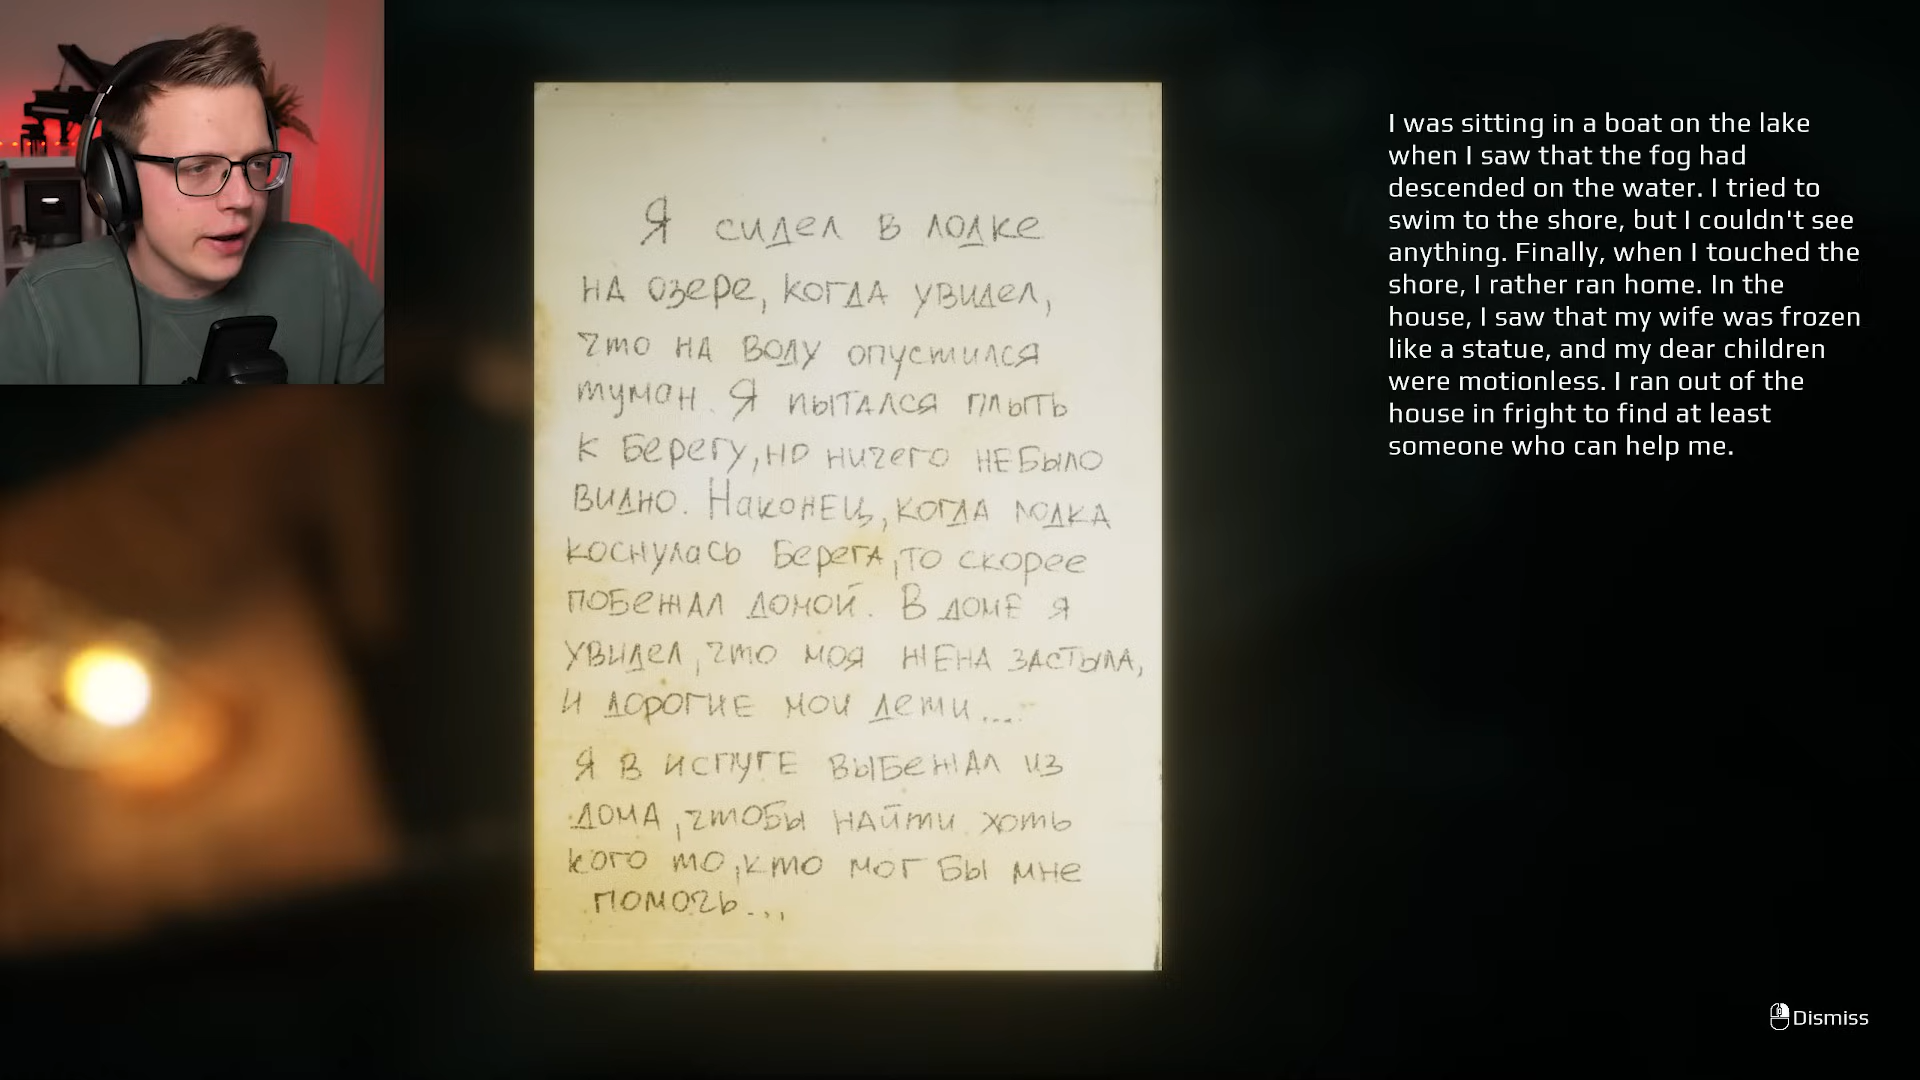 Я сидел в лодке
на озере, когда увидел,
что на воду опустился
туман. Я пытался плыть
к берегу, но ничего не было
видно. Наконец, когда лодка
коснулась берега, то скорее
побежал домой. В доме я
увидел, что моя жена застыла,
и дорогие мои дети...
Я в испуге выбежал из
дома, чтобы найти хоть
кого то, кто мог бы мне
помочь...
I was sitting in a boat on the lake
when I saw that the fog had
descended on the water. I tried to
swim to the shore, but I couldn't see
anything. Finally, when I touched the
shore, I rather ran home. In the
house, I saw that my wife was frozen
like a statue, and my dear children
were motionless. I ran out of the
house in fright to find at least
someone who can help me.
Dismiss